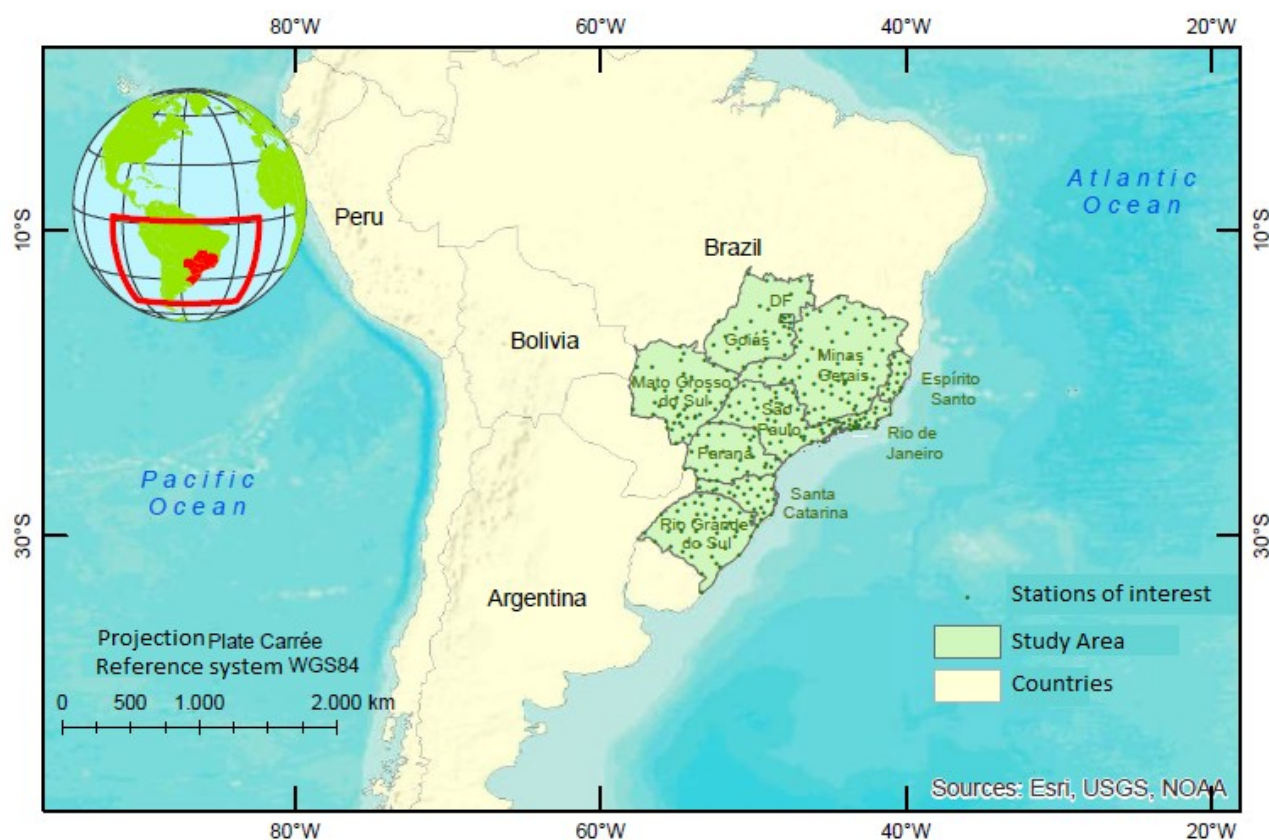 80°W 60°W 40°W 20°W
Atlantic
Ocean
Peru
10°S
10°S
Brazil
DF
Bolivia
Goiás
Minas
Gerais
Mato Grosso
do Sul
Espírito
Santo
São
Paulo
Rio de
Janeiro
Paraná
Pacific
Ocean
Santa
Catarina
30°S
30°S
Rio Grande
do Sul
Argentina
Stations of interest
Study Area
Countries
Projection Plate Carrée
Reference system WGS84
0 500 1.000 2.000 km
Sources: Esri, USGS, NOAA
80°W 60°W 40°W 20°W